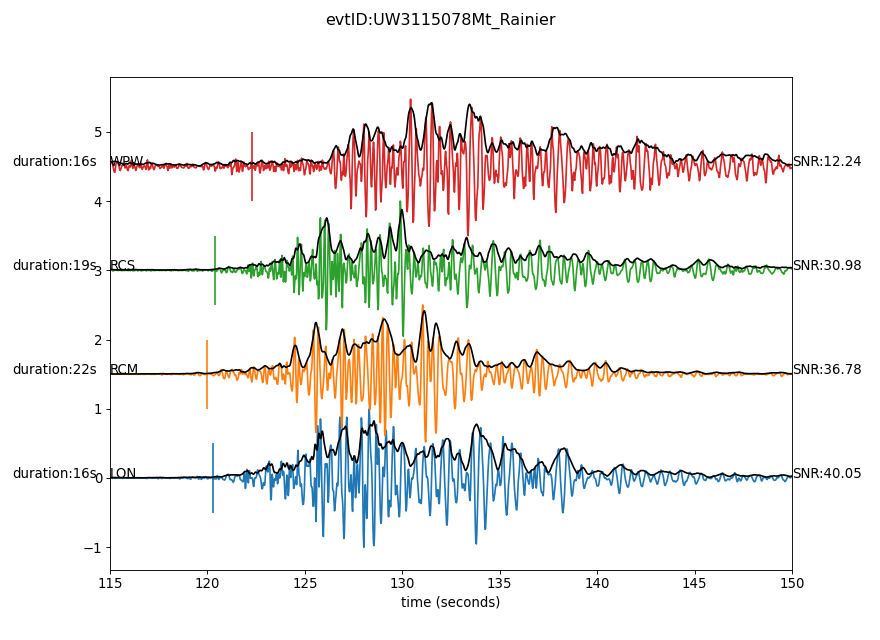 evtID:UW3115078Mt_Rainier
5
duration:16s WPW SNR:12.24
4
duration:19s 3 RCS SNR:30.98
2
duration:22s RCM SNR:36.78
1
duration:16s 0 LON SNR:40.05
−1
115 120 125 130 135 140 145 150
time (seconds)